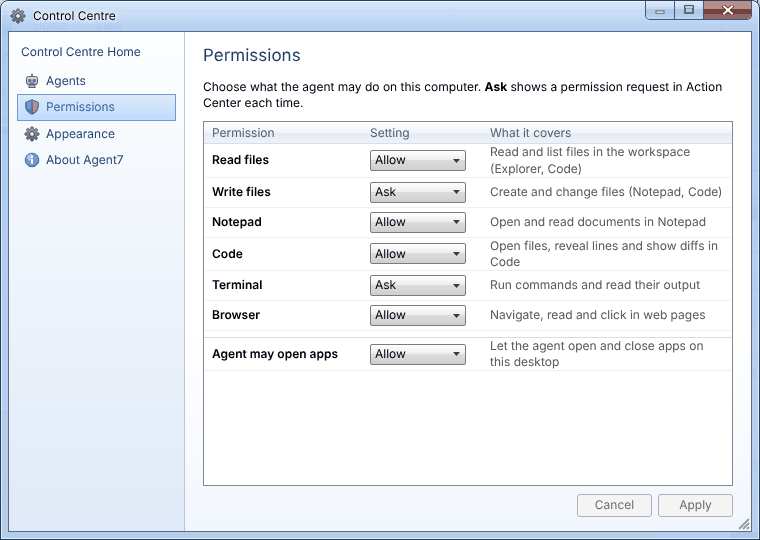 Control Centre
Control Centre Home
Agents
Permissions
Appearance
About Agent7
Permissions
Choose what the agent may do on this computer. Ask shows a permission request in Action
Center each time.
Permission Setting What it covers
Read files Allow Read and list files in the workspace
(Explorer, Code)
Write files Ask Create and change files (Notepad, Code)
Notepad Allow Open and read documents in Notepad
Code Allow Open files, reveal lines and show diffs in
Code
Terminal Ask Run commands and read their output
Browser Allow Navigate, read and click in web pages
Agent may open apps Allow Let the agent open and close apps on
this desktop
Cancel Apply